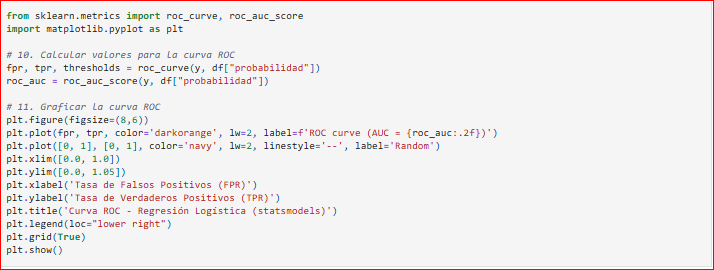 from sklearn.metrics import roc_curve, roc_auc_score
import matplotlib.pyplot as plt
# 10. Calcular valores para la curva ROC
fpr, tpr, thresholds = roc_curve(y, df["probabilidad"])
roc_auc = roc_auc_score(y, df["probabilidad"])
# 11. Graficar la curva ROC
plt.figure(figsize=(8,6))
plt.plot(fpr, tpr, color='darkorange', lw=2, label=f'ROC curve (AUC = {roc_auc:.2f})')
plt.plot([0, 1], [0, 1], color='navy', lw=2, linestyle='--', label='Random')
plt.xlim([0.0, 1.0])
plt.ylim([0.0, 1.05])
plt.xlabel('Tasa de Falsos Positivos (FPR)')
plt.ylabel('Tasa de Verdaderos Positivos (TPR)')
plt.title('Curva ROC - Regresión Logística (statsmodels)')
plt.legend(loc="lower right")
plt.grid(True)
plt.show()